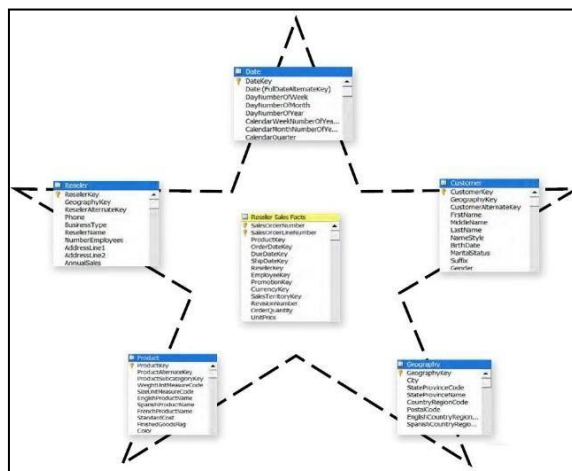 Date
DateKey
Date (FullDateAlternateKey)
DayNumberOfWeek
DayNumberOfMonth
DayNumberOfYear
CalendarWeekNumberOfYea...
CalendarMonthNumberOfYe...
CalendarQuarter
Reseller
ResellerKey
GeographyKey
ResellerAlternateKey
Phone
BusinessType
ResellerName
NumberEmployees
AddressLine1
AddressLine2
AnnualSales
Reseller Sales Facts
SalesOrderNumber
SalesOrderLineNumber
ProductKey
OrderDateKey
DueDateKey
ShipDateKey
ResellerKey
EmployeeKey
PromotionKey
CurrencyKey
SalesTerritoryKey
RevisionNumber
OrderQuantity
UnitPrice
Customer
CustomerKey
GeographyKey
CustomerAlternateKey
FirstName
MiddleName
LastName
NameStyle
BirthDate
MaritalStatus
Suffix
Gender
Product
ProductKey
ProductAlternateKey
ProductSubcategoryKey
WeightUnitMeasureCode
SizeUnitMeasureCode
EnglishProductName
SpanishProductName
FrenchProductName
StandardCost
FinishedGoodsFlag
Color
Geography
GeographyKey
City
StateProvinceCode
StateProvinceName
CountryRegionCode
PostalCode
EnglishCountryRegion...
SpanishCountryRegio...